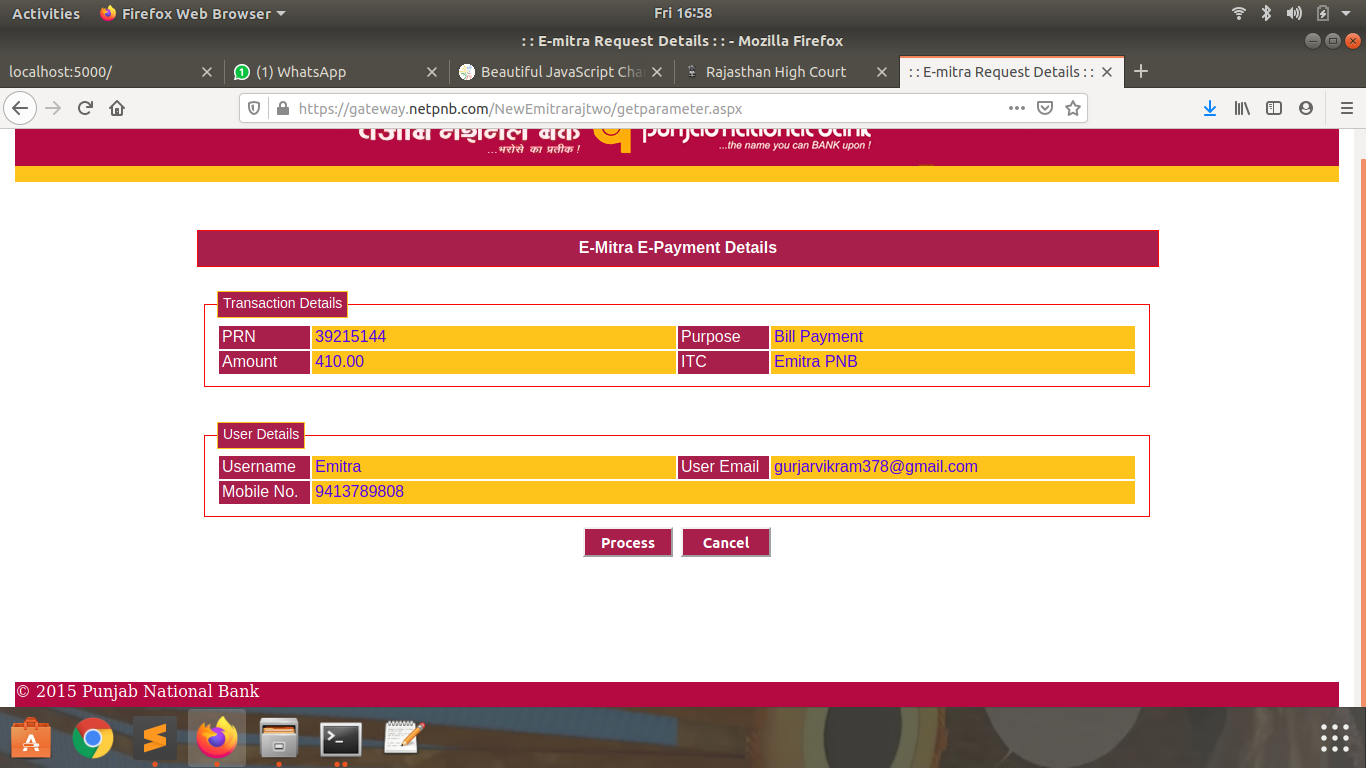 Activities Firefox Web Browser Fri 16:58
: : E-mitra Request Details : : - Mozilla Firefox
localhost:5000/ (1) WhatsApp Beautiful JavaScript Cha Rajasthan High Court : : E-mitra Request Details : :
https://gateway.netpnb.com/NewEmitrarajtwo/getparameter.aspx
पंजाब नैशनल बैंक punjab national bank
...भरोसे का प्रतीक ! ...the name you can BANK upon !
E-Mitra E-Payment Details
Transaction Details
PRN 39215144 Purpose Bill Payment
Amount 410.00 ITC Emitra PNB
User Details
Username Emitra User Email gurjarvikram378@gmail.com
Mobile No. 9413789808
Process Cancel
© 2015 Punjab National Bank